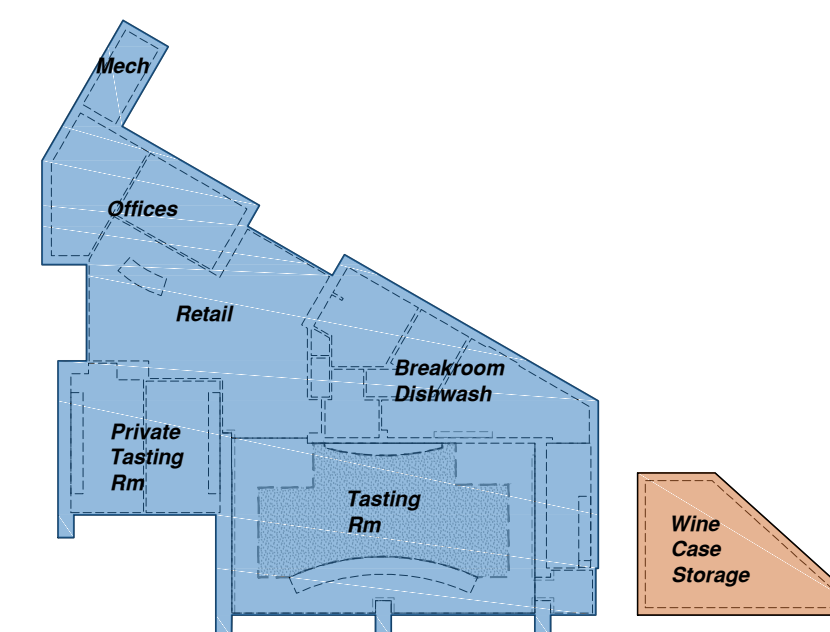 Mech
Offices
Retail
Breakroom
Dishwash
Private
Tasting
Rm
Tasting
Rm
Wine
Case
Storage